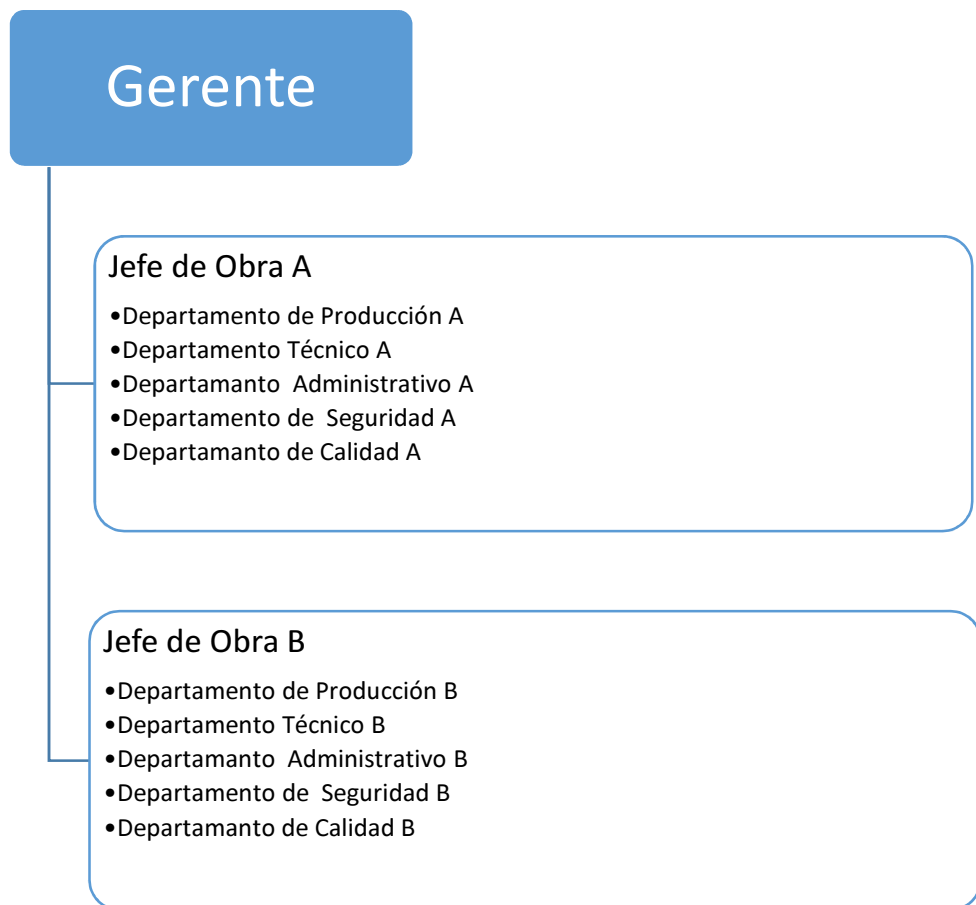 Gerente
Jefe de Obra A
•Departamento de Producción A
•Departamento Técnico A
•Departamanto  Administrativo A
•Departamento de  Seguridad A
•Departamanto de Calidad A
Jefe de Obra B
•Departamento de Producción B
•Departamento Técnico B
•Departamanto  Administrativo B
•Departamento de  Seguridad B
•Departamanto de Calidad B